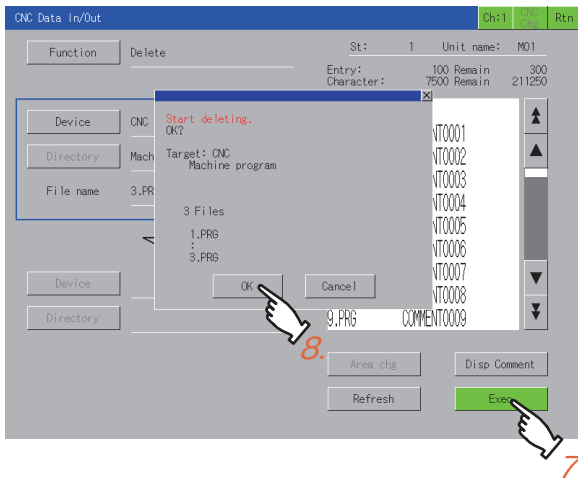 CNC Data In/Out Ch:1 CNC Chg Rtn
Function Delete St: 1 Unit name: M01
Entry: 100 Remain 300
Character: 7500 Remain 211250
Device CNC
Directory Mach
File name 3.PR
Start deleting.
OK?
Target: CNC
Machine program
3 Files
1.PRG
:
3.PRG
OK Cancel
NT0001
NT0002
NT0003
NT0004
NT0005
NT0006
NT0007
NT0008
9.PRG COMMENT0009
Device
Directory
8.
Area chg Disp Comment
Refresh Exec
7